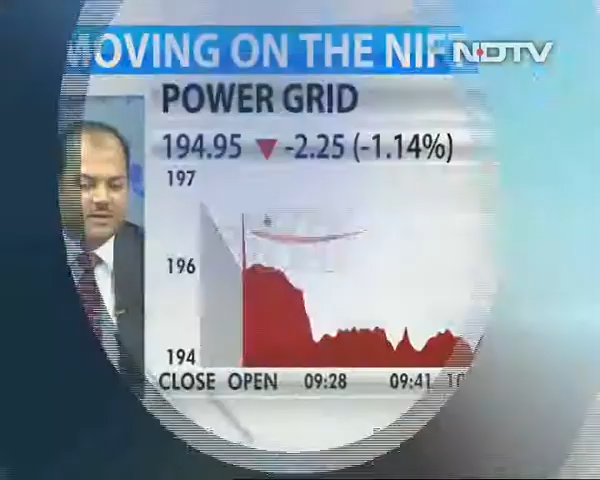 MOVING ON THE NIF
NDTV
POWER GRID
194.95 ▼ -2.25 (-1.14%)
197
196
194
CLOSE OPEN 09:28 09:41 10